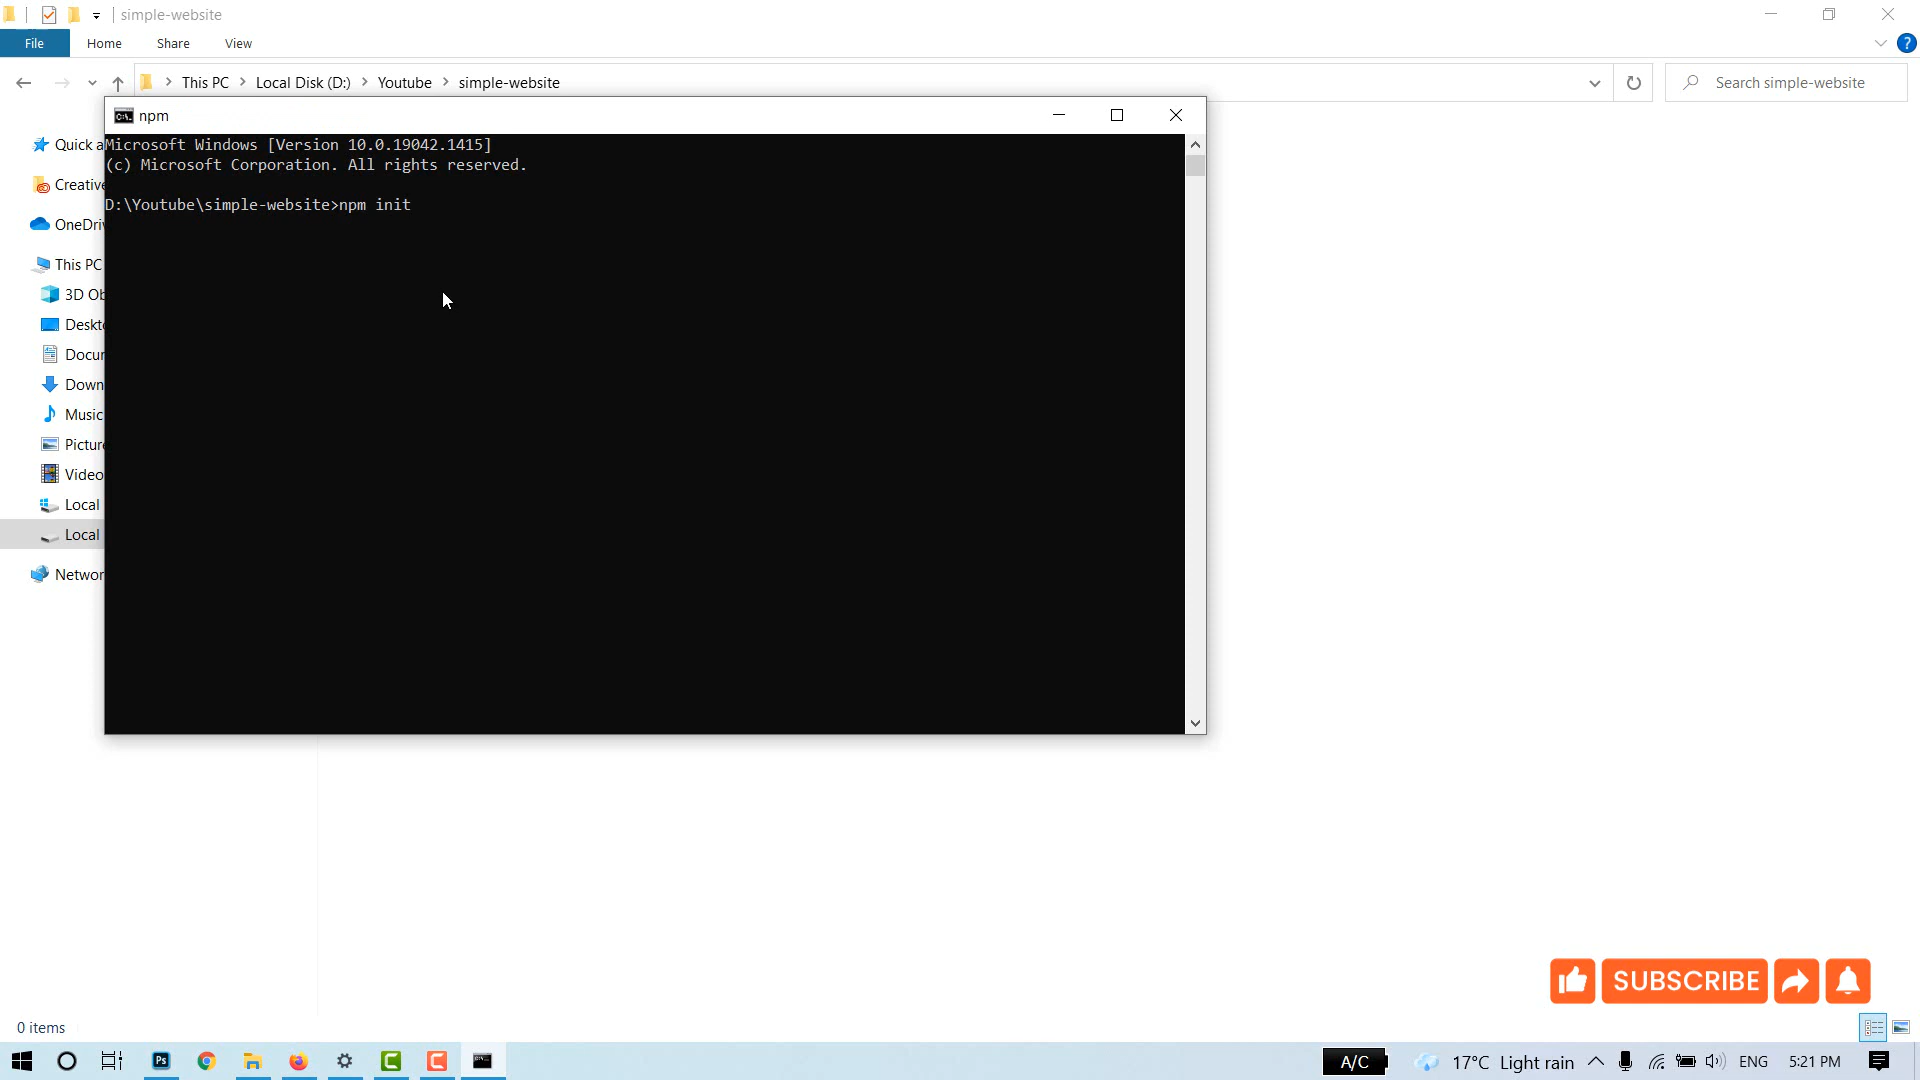 simple-website
File Home Share View
This PC Local Disk (D:) Youtube simple-website
Search simple-website
npm
Microsoft Windows [Version 10.0.19042.1415]
(c) Microsoft Corporation. All rights reserved.
D:\Youtube\simple-website>npm init
Quick a
Creative
OneDri
This PC
3D Ob
Deskt
Docu
Down
Music
Pictur
Video
Local
Local
Networ
SUBSCRIBE
0 items
Ps
A/C 17°C Light rain ENG 5:21 PM